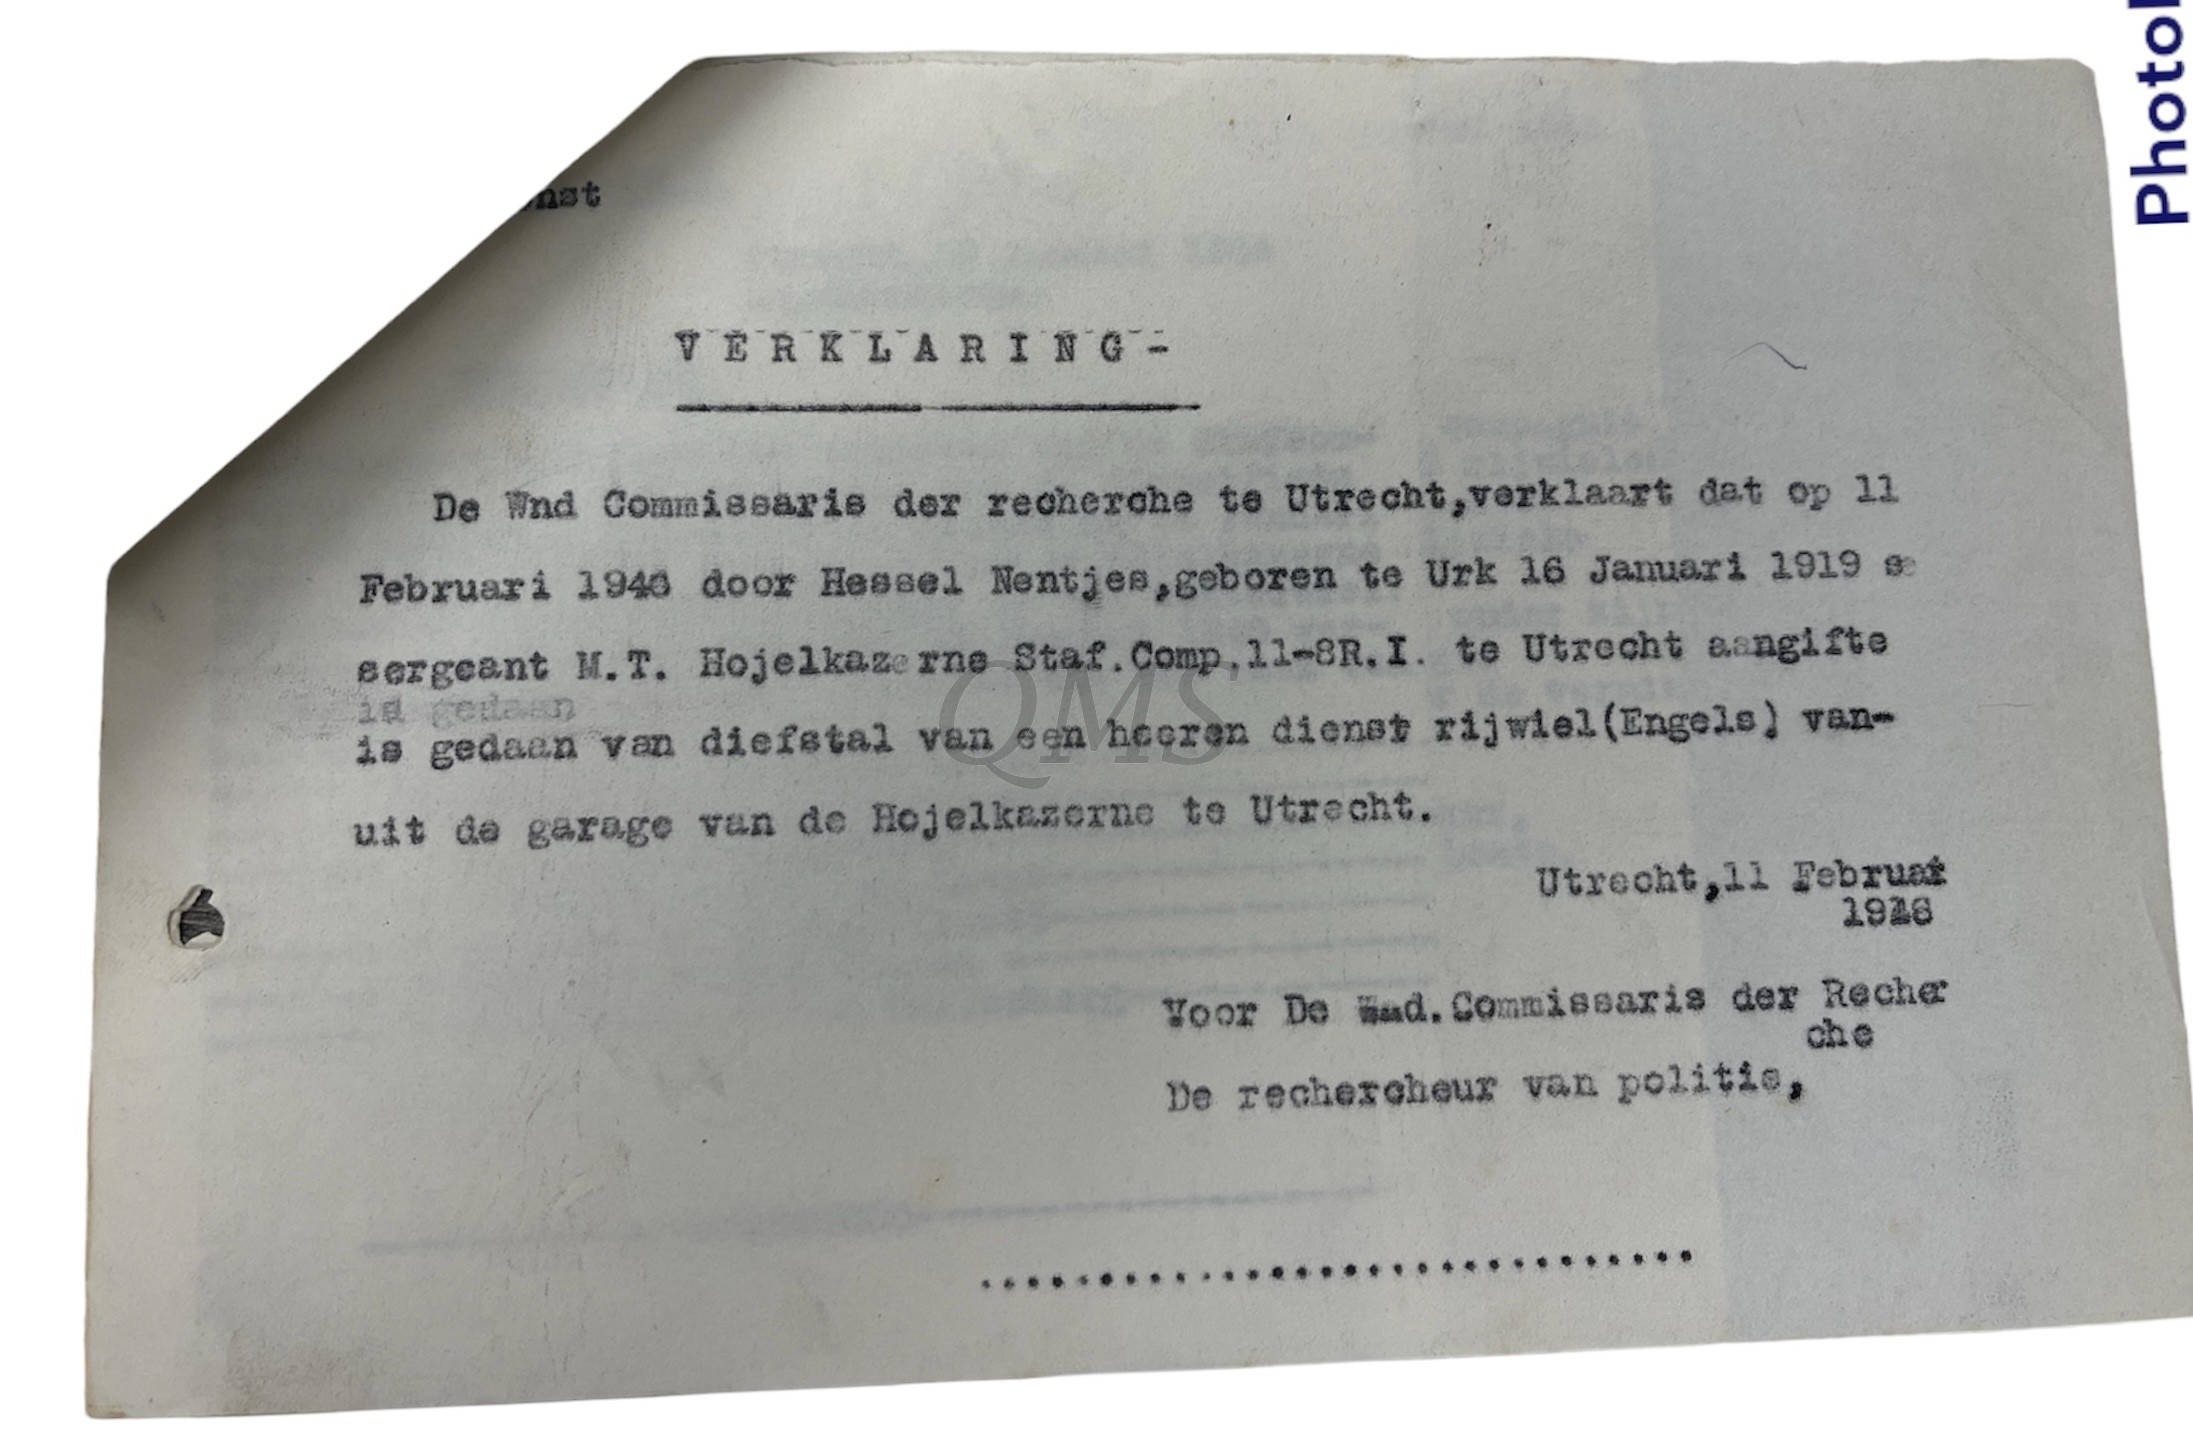 nst
VERKLARING-
De Wnd Commissaris der recherche te Utrecht,verklaart dat op 11
Februari 1946 door Hessel Nentjes,geboren te Urk 16 Januari 1919 se
sergeant M.T. Hojelkazerne Staf.Comp.11-8R.I. te Utrecht aangifte
is gedaan
is gedaan van diefstal van een heeren dienst rijwiel(Engels) van-
uit de garage van de Hojelkazerne te Utrecht.
Utrecht,11 Februar
1946
Voor De Wnd.Commissaris der Recher
che
De rechercheur van politie,
................................
QMS
Photo